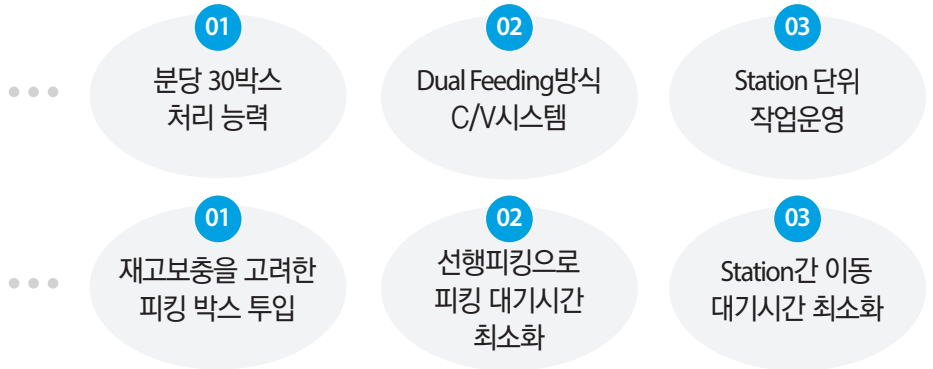 01
분당 30박스
처리 능력
02
Dual Feeding방식
C/V시스템
03
Station 단위
작업운영
01
재고보충을 고려한
피킹 박스 투입
02
선행피킹으로
피킹 대기시간
최소화
03
Station간 이동
대기시간 최소화